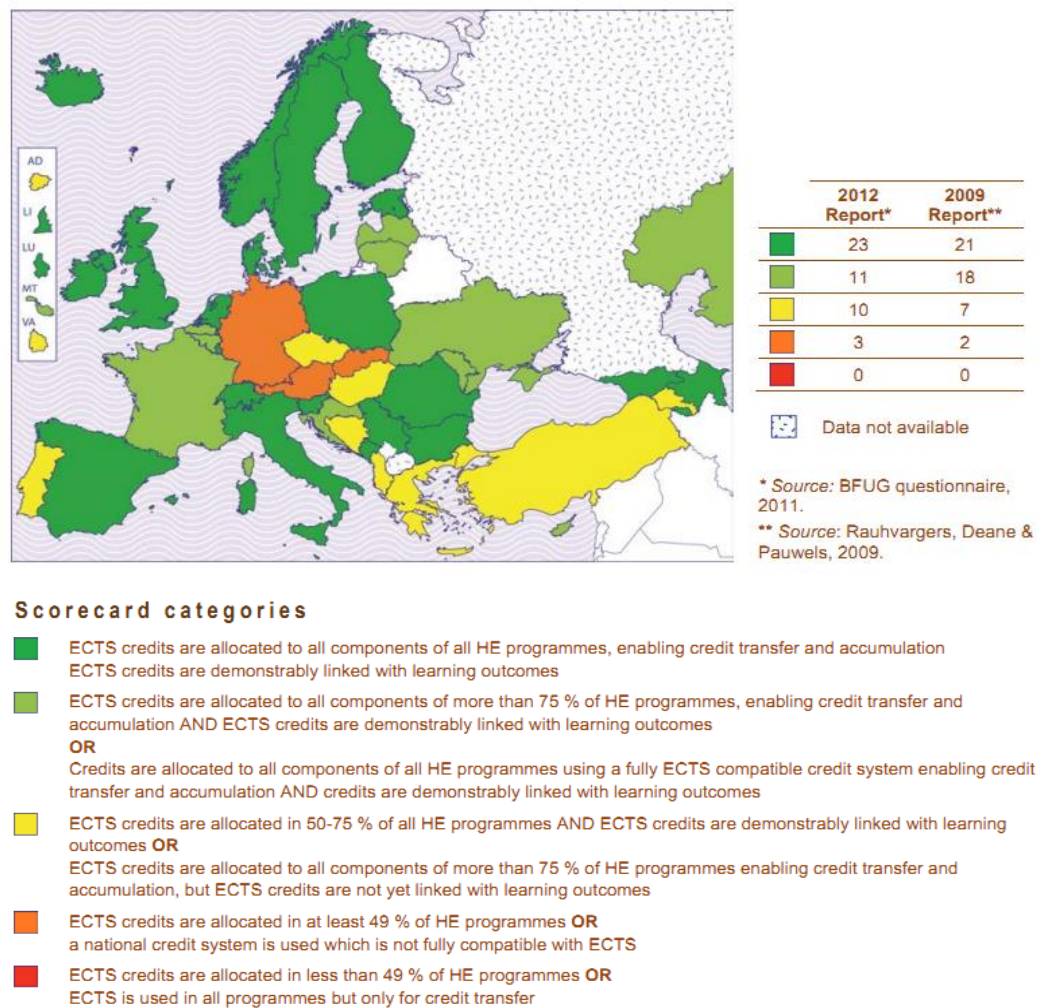 AD
LI
LU
MT
VA
2012 Report* 2009 Report**
23 21
11 18
10 7
3 2
0 0
Data not available
* Source: BFUG questionnaire,
2011.
** Source: Rauhvargers, Deane &
Pauwels, 2009.
Scorecard categories
ECTS credits are allocated to all components of all HE programmes, enabling credit transfer and accumulation
ECTS credits are demonstrably linked with learning outcomes
ECTS credits are allocated to all components of more than 75 % of HE programmes, enabling credit transfer and
accumulation AND ECTS credits are demonstrably linked with learning outcomes
OR
Credits are allocated to all components of all HE programmes using a fully ECTS compatible credit system enabling credit
transfer and accumulation AND credits are demonstrably linked with learning outcomes
ECTS credits are allocated in 50-75 % of all HE programmes AND ECTS credits are demonstrably linked with learning
outcomes OR
ECTS credits are allocated to all components of more than 75 % of HE programmes enabling credit transfer and
accumulation, but ECTS credits are not yet linked with learning outcomes
ECTS credits are allocated in at least 49 % of HE programmes OR
a national credit system is used which is not fully compatible with ECTS
ECTS credits are allocated in less than 49 % of HE programmes OR
ECTS is used in all programmes but only for credit transfer